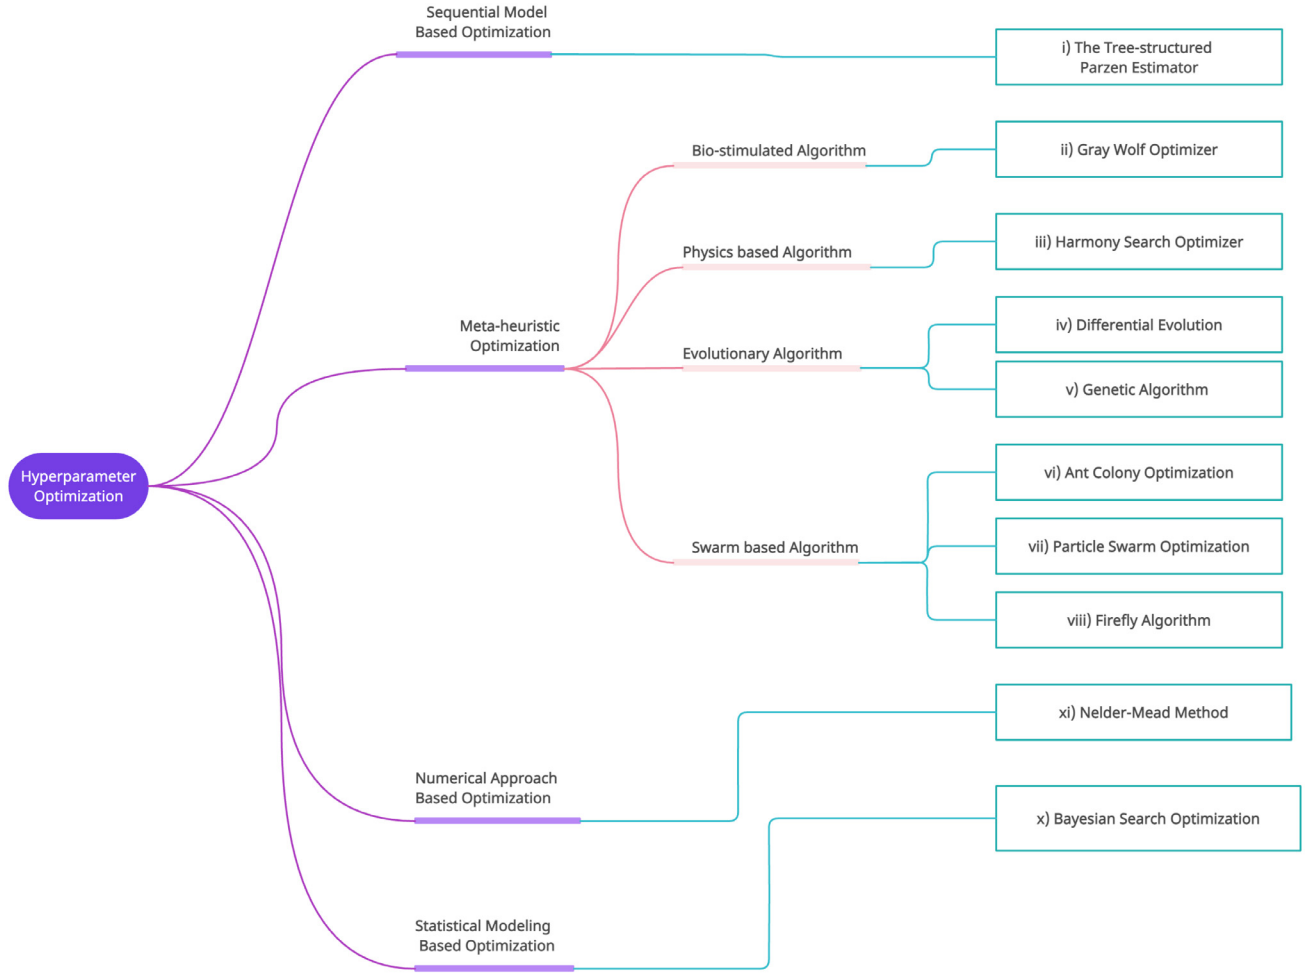 Sequential Model
Based Optimization
i) The Tree-structured
Parzen Estimator
Bio-stimulated Algorithm
ii) Gray Wolf Optimizer
Physics based Algorithm
iii) Harmony Search Optimizer
Meta-heuristic
Optimization
Evolutionary Algorithm
iv) Differential Evolution
v) Genetic Algorithm
Hyperparameter
Optimization
Swarm based Algorithm
vi) Ant Colony Optimization
vii) Particle Swarm Optimization
viii) Firefly Algorithm
Numerical Approach
Based Optimization
xi) Nelder-Mead Method
Statistical Modeling
Based Optimization
x) Bayesian Search Optimization